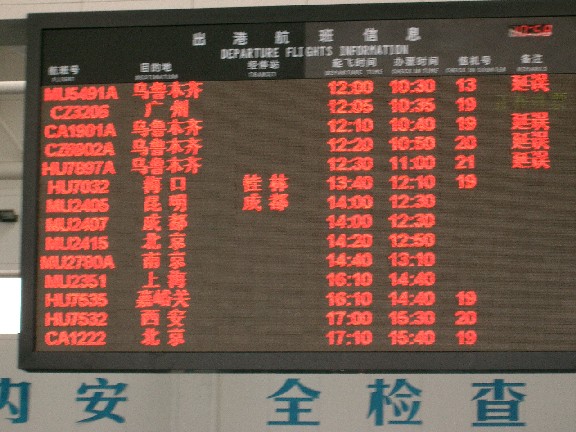 出港航班信息
DEPARTURE FLIGHTS INFORMATION
航班号 目的地 经停站 起飞时间 办票时间 值机号 备注
MU5491A 乌鲁木齐 12:00 10:30 13 延误
CZ3206 广州 12:05 10:35 19
CA1901A 乌鲁木齐 12:10 10:40 19 延误
CZ6902A 乌鲁木齐 12:20 10:50 20 延误
HU7897A 乌鲁木齐 12:30 11:00 21 延误
HU7032 海口 桂林 13:40 12:10 19
MU2405 昆明 成都 14:00 12:30
MU2407 成都 14:00 12:30
MU2415 北京 14:20 12:50
MU2790A 南京 14:40 13:10
MU2351 上海 16:10 14:40
HU7535 嘉峪关 16:10 14:40 19
HU7532 西安 17:00 15:30 20
CA1222 北京 17:10 15:40 19
内安全检查